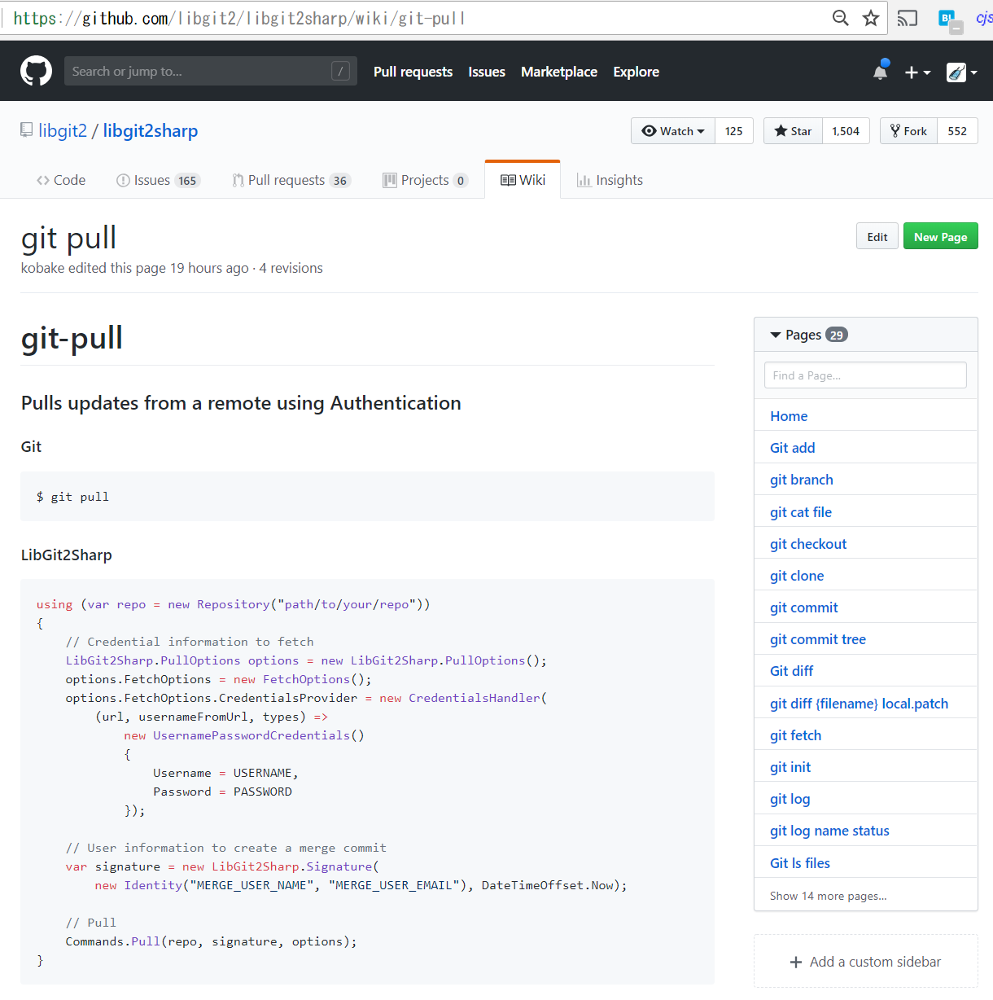 https://github.com/libgit2/libgit2sharp/wiki/git-pull
B!
cjs
Search or jump to...
/
Pull requests Issues Marketplace Explore
libgit2 / libgit2sharp
Watch 125 Star 1,504 Fork 552
Code Issues 165 Pull requests 36 Projects 0 Wiki Insights
git pull
Edit New Page
kobake edited this page 19 hours ago · 4 revisions
git-pull
Pulls updates from a remote using Authentication
Git
$ git pull
LibGit2Sharp
using (var repo = new Repository("path/to/your/repo"))
{
    // Credential information to fetch
    LibGit2Sharp.PullOptions options = new LibGit2Sharp.PullOptions();
    options.FetchOptions = new FetchOptions();
    options.FetchOptions.CredentialsProvider = new CredentialsHandler(
        (url, usernameFromUrl, types) =>
            new UsernamePasswordCredentials()
            {
                Username = USERNAME,
                Password = PASSWORD
            });
    // User information to create a merge commit
    var signature = new LibGit2Sharp.Signature(
        new Identity("MERGE_USER_NAME", "MERGE_USER_EMAIL"), DateTimeOffset.Now);
    // Pull
    Commands.Pull(repo, signature, options);
}
Pages 29
Find a Page...
Home
Git add
git branch
git cat file
git checkout
git clone
git commit
git commit tree
Git diff
git diff {filename} local.patch
git fetch
git init
git log
git log name status
Git ls files
Show 14 more pages...
+ Add a custom sidebar